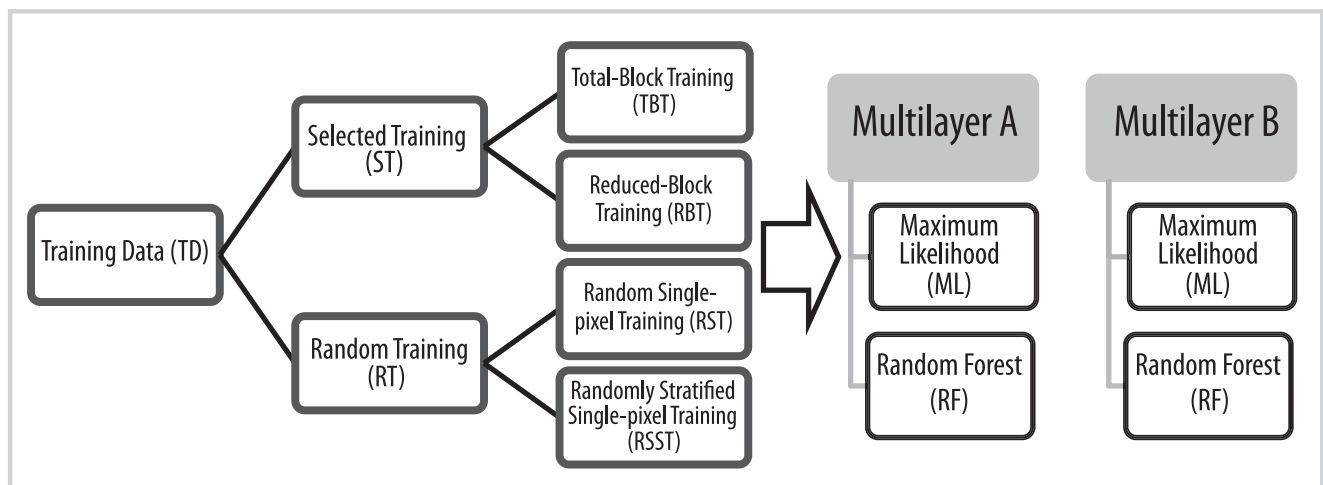 Training Data (TD)
Selected Training
(ST)
Random Training
(RT)
Total-Block Training
(TBT)
Reduced-Block
Training (RBT)
Random Single-
pixel Training (RST)
Randomly Stratified
Single-pixel Training
(RSST)
Multilayer A
Maximum
Likelihood
(ML)
Random Forest
(RF)
Multilayer B
Maximum
Likelihood
(ML)
Random Forest
(RF)